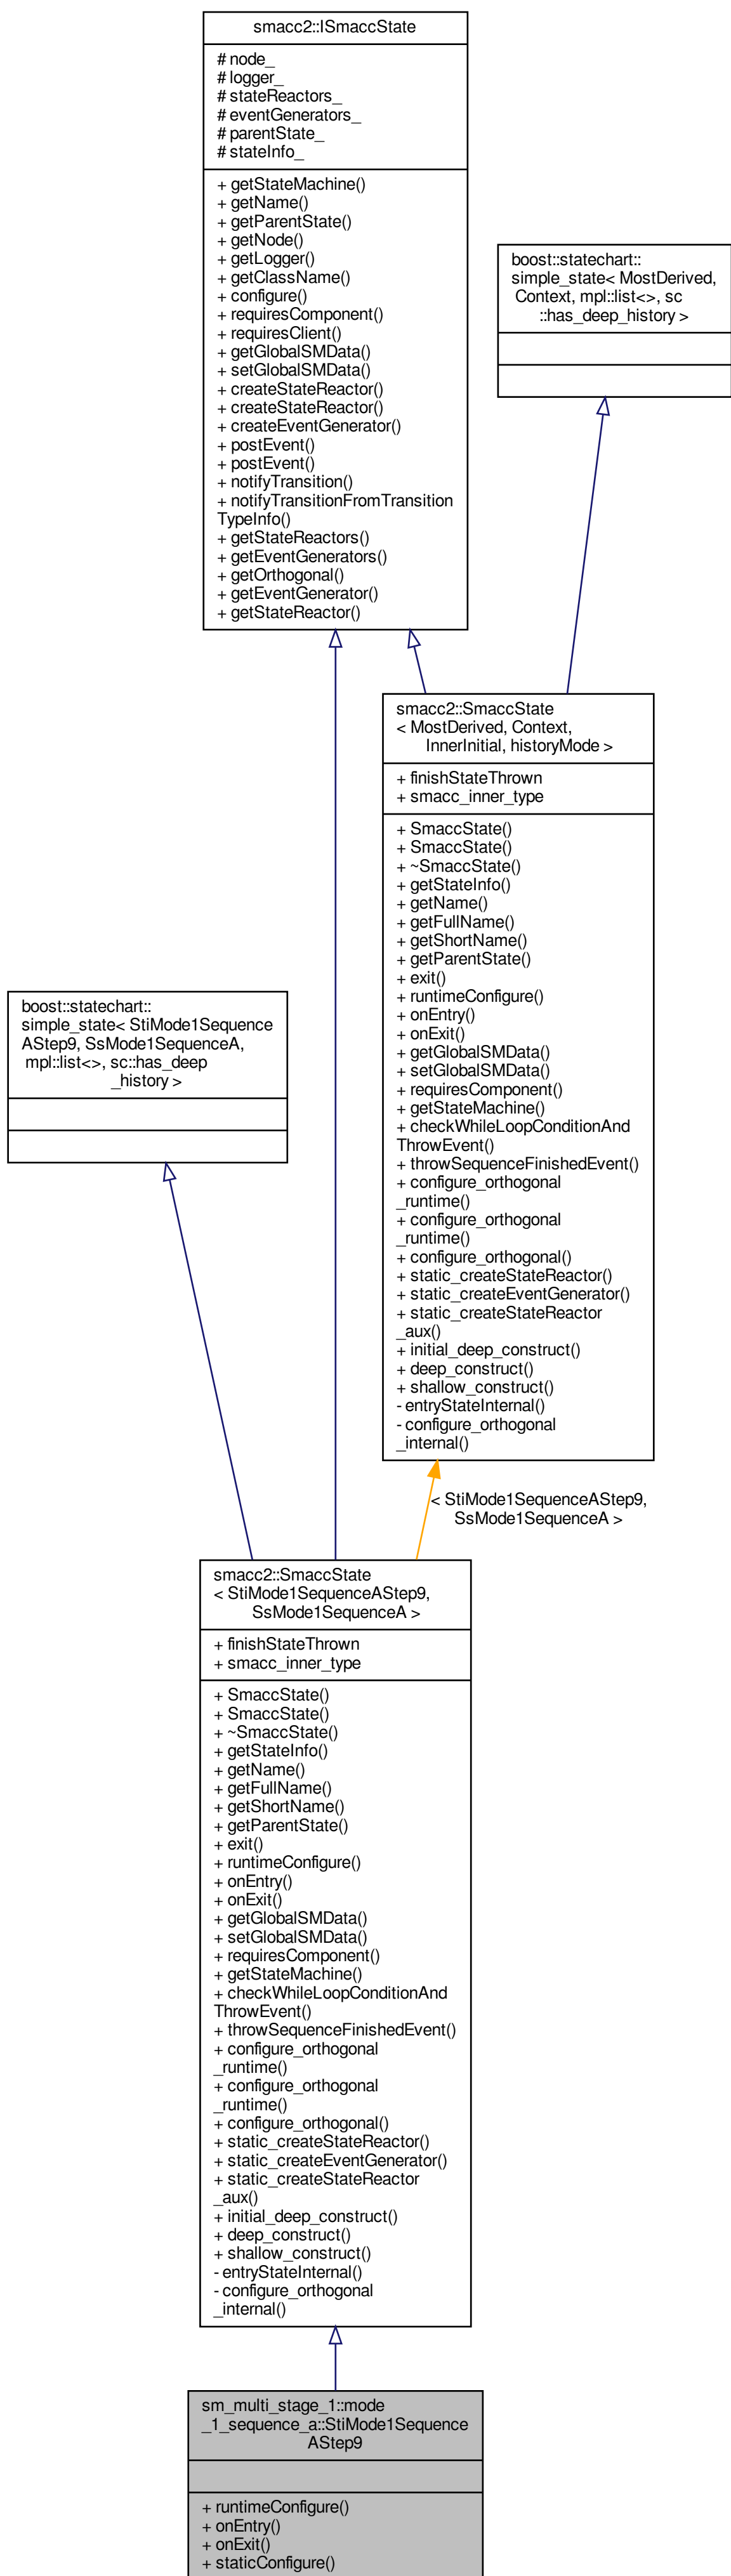 smacc2::ISmaccState
# node_
# logger_
# stateReactors_
# eventGenerators_
# parentState_
# stateInfo_
+ getStateMachine()
+ getName()
+ getParentState()
+ getNode()
+ getLogger()
+ getClassName()
+ configure()
+ requiresComponent()
+ requiresClient()
+ getGlobalSMData()
+ setGlobalSMData()
+ createStateReactor()
+ createStateReactor()
+ createEventGenerator()
+ postEvent()
+ postEvent()
+ notifyTransition()
+ notifyTransitionFromTransition
TypeInfo()
+ getStateReactors()
+ getEventGenerators()
+ getOrthogonal()
+ getEventGenerator()
+ getStateReactor()
boost::statechart::
simple_state< MostDerived,
Context, mpl::list<>, sc
::has_deep_history >
smacc2::SmaccState
< MostDerived, Context,
InnerInitial, historyMode >
+ finishStateThrown
+ smacc_inner_type
+ SmaccState()
+ SmaccState()
+ ~SmaccState()
+ getStateInfo()
+ getName()
+ getFullName()
+ getShortName()
+ getParentState()
+ exit()
+ runtimeConfigure()
+ onEntry()
+ onExit()
+ getGlobalSMData()
+ setGlobalSMData()
+ requiresComponent()
+ getStateMachine()
+ checkWhileLoopConditionAnd
ThrowEvent()
+ throwSequenceFinishedEvent()
+ configure_orthogonal
_runtime()
+ configure_orthogonal
_runtime()
+ configure_orthogonal()
+ static_createStateReactor()
+ static_createEventGenerator()
+ static_createStateReactor
_aux()
+ initial_deep_construct()
+ deep_construct()
+ shallow_construct()
- entryStateInternal()
- configure_orthogonal
_internal()
boost::statechart::
simple_state< StiMode1Sequence
AStep9, SsMode1SequenceA,
mpl::list<>, sc::has_deep
_history >
< StiMode1SequenceAStep9,
SsMode1SequenceA >
smacc2::SmaccState
< StiMode1SequenceAStep9,
SsMode1SequenceA >
+ finishStateThrown
+ smacc_inner_type
+ SmaccState()
+ SmaccState()
+ ~SmaccState()
+ getStateInfo()
+ getName()
+ getFullName()
+ getShortName()
+ getParentState()
+ exit()
+ runtimeConfigure()
+ onEntry()
+ onExit()
+ getGlobalSMData()
+ setGlobalSMData()
+ requiresComponent()
+ getStateMachine()
+ checkWhileLoopConditionAnd
ThrowEvent()
+ throwSequenceFinishedEvent()
+ configure_orthogonal
_runtime()
+ configure_orthogonal
_runtime()
+ configure_orthogonal()
+ static_createStateReactor()
+ static_createEventGenerator()
+ static_createStateReactor
_aux()
+ initial_deep_construct()
+ deep_construct()
+ shallow_construct()
- entryStateInternal()
- configure_orthogonal
_internal()
sm_multi_stage_1::mode
_1_sequence_a::StiMode1Sequence
AStep9
+ runtimeConfigure()
+ onEntry()
+ onExit()
+ staticConfigure()